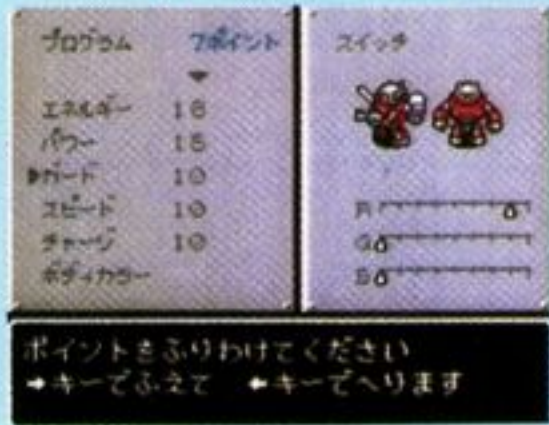 プログラム 7ポイント
エネルギー 16
パワー 15
ガード 10
スピード 10
チャージ 10
ボディカラー
スイッチ
R
G
B
ポイントをふりわけてください
→キーでふえて ←キーでへります